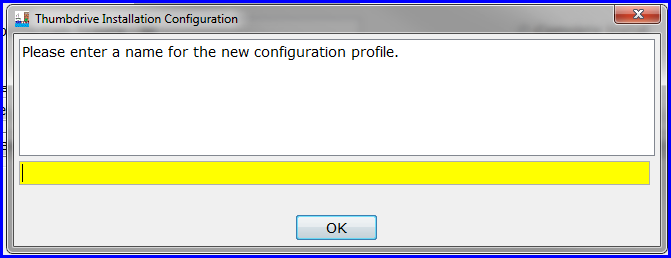 Thumbdrive Installation Configuration
Please enter a name for the new configuration profile.
OK